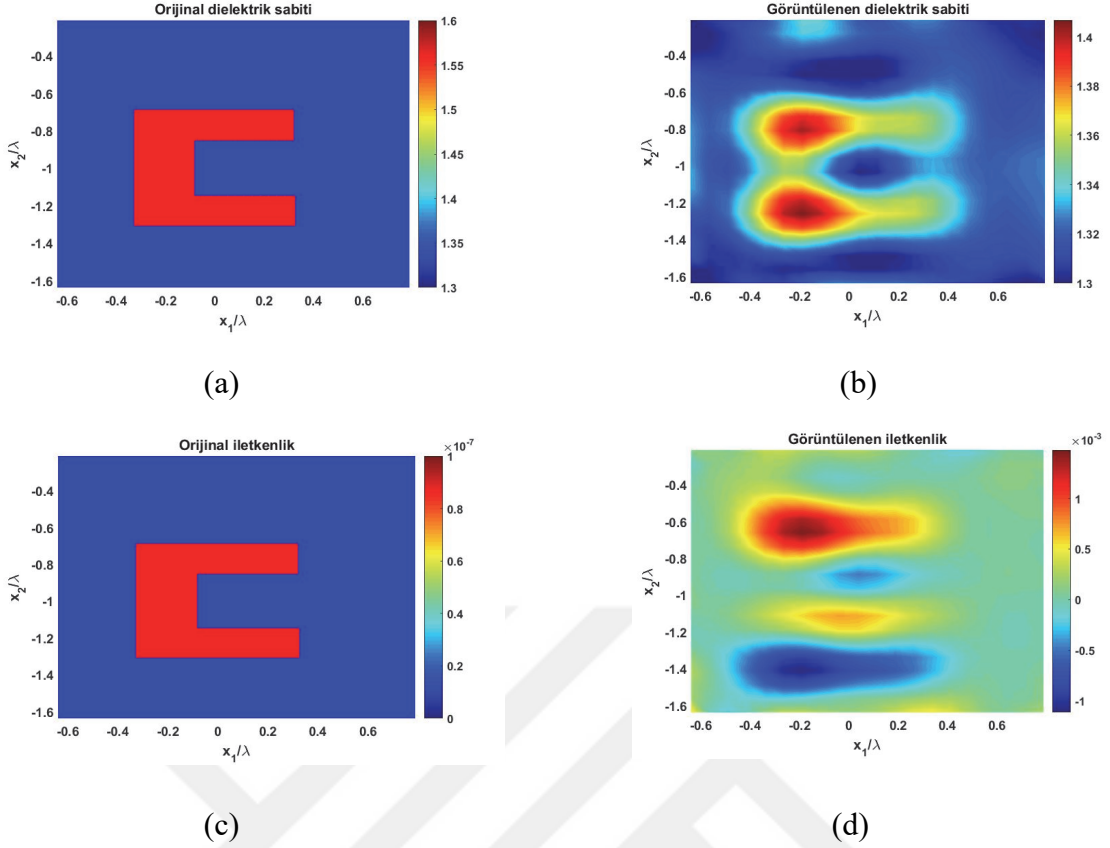 Orijinal dielektrik sabiti
1.6
1.55
1.5
1.45
1.4
1.35
1.3
-0.4
-0.6
-0.8
-1
-1.2
-1.4
-1.6
x2/λ
-0.6 -0.4 -0.2 0 0.2 0.4 0.6
x1/λ
(a)
Görüntülenen dielektrik sabiti
1.4
1.38
1.36
1.34
1.32
1.3
-0.4
-0.6
-0.8
-1
-1.2
-1.4
-1.6
x2/λ
-0.6 -0.4 -0.2 0 0.2 0.4 0.6
x1/λ
(b)
Orijinal iletkenlik
×10-7
1
0.8
0.6
0.4
0.2
0
-0.4
-0.6
-0.8
-1
-1.2
-1.4
-1.6
x2/λ
-0.6 -0.4 -0.2 0 0.2 0.4 0.6
x1/λ
(c)
Görüntülenen iletkenlik
×10-3
1
0.5
0
-0.5
-1
-0.4
-0.6
-0.8
-1
-1.2
-1.4
-1.6
x2/λ
-0.6 -0.4 -0.2 0 0.2 0.4 0.6
x1/λ
(d)